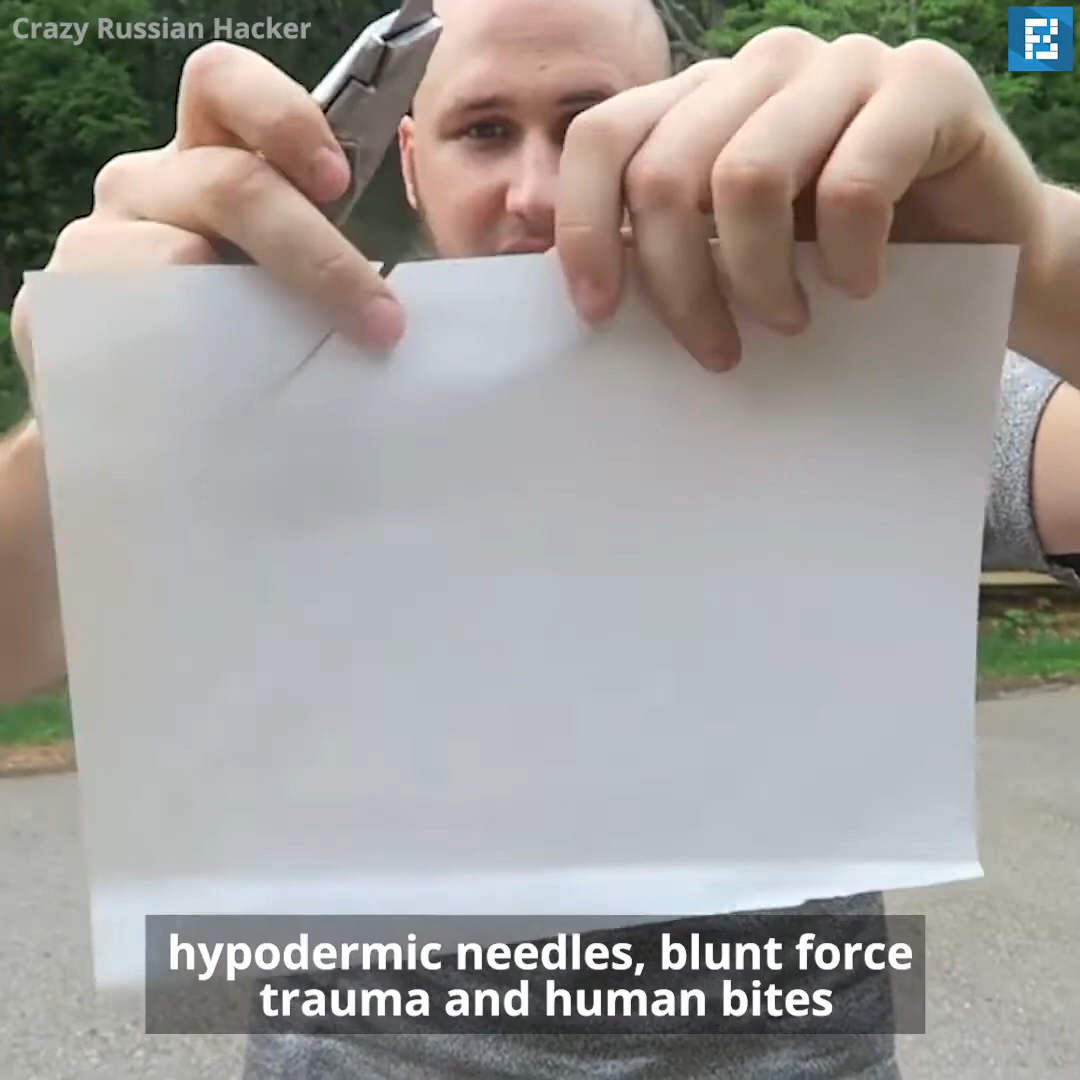 Crazy Russian Hacker
hypodermic needles, blunt force
trauma and human bites